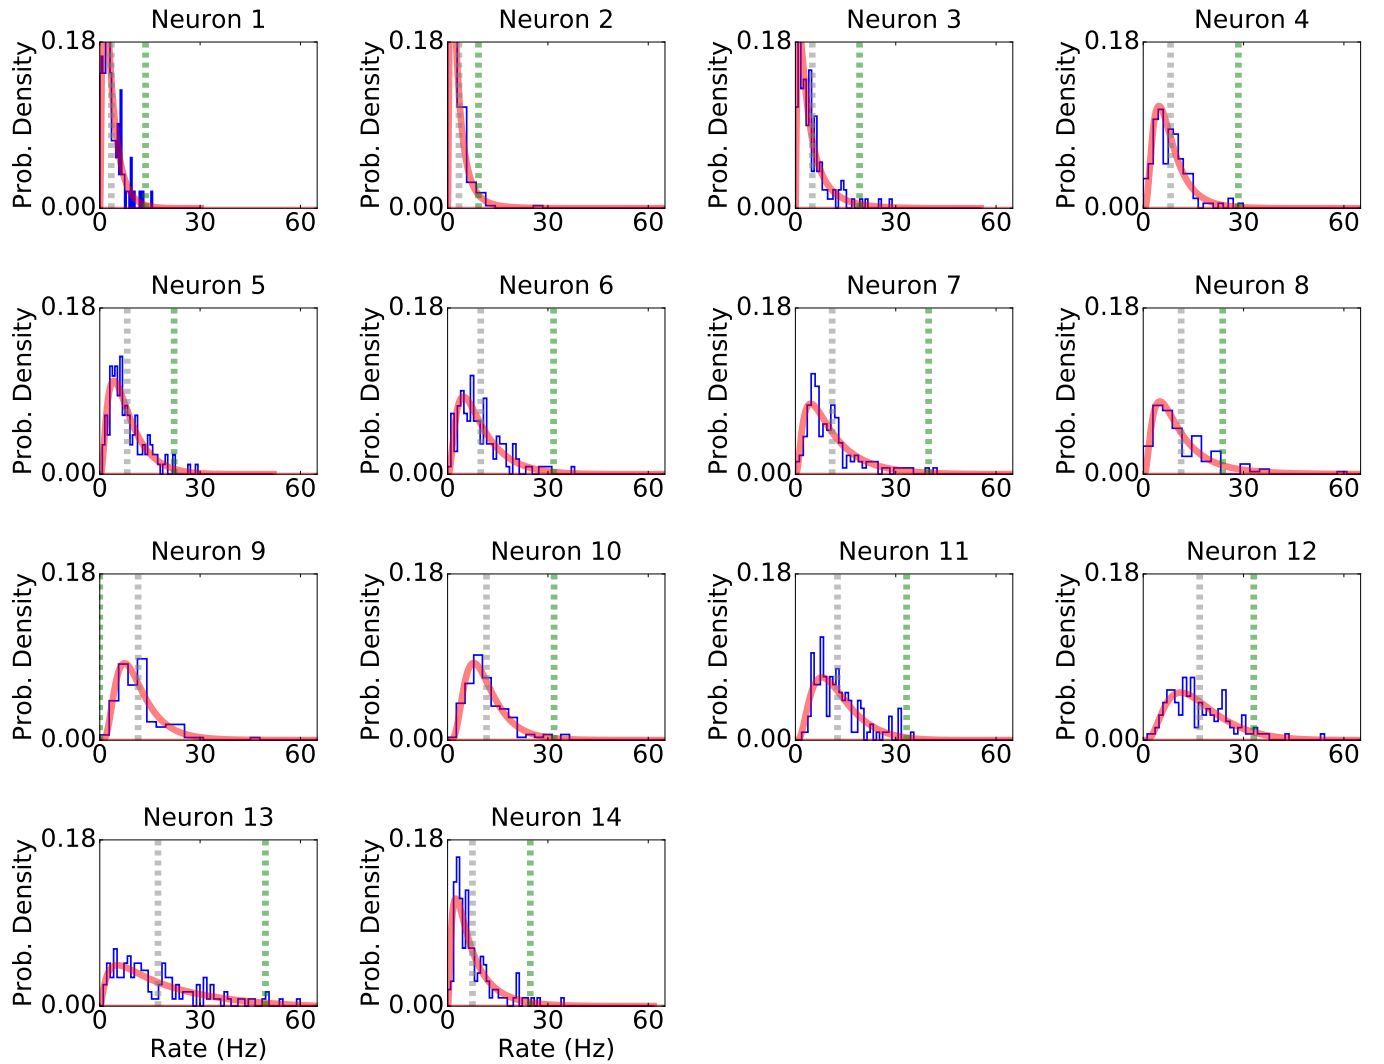 Neuron 1
Neuron 2
Neuron 3
Neuron 4
0.18
0.18
0.18
0.18
Prob. Density
Prob. Density
Prob. Density
Prob. Density
0.00
0.00
0.00
0.00
0 30 60
0 30 60
0 30 60
0 30 60
Neuron 5
Neuron 6
Neuron 7
Neuron 8
0.18
0.18
0.18
0.18
Prob. Density
Prob. Density
Prob. Density
Prob. Density
0.00
0.00
0.00
0.00
0 30 60
0 30 60
0 30 60
0 30 60
Neuron 9
Neuron 10
Neuron 11
Neuron 12
0.18
0.18
0.18
0.18
Prob. Density
Prob. Density
Prob. Density
Prob. Density
0.00
0.00
0.00
0.00
0 30 60
0 30 60
0 30 60
0 30 60
Neuron 13
Neuron 14
0.18
0.18
Prob. Density
Prob. Density
0.00
0.00
0 30 60
0 30 60
Rate (Hz)
Rate (Hz)